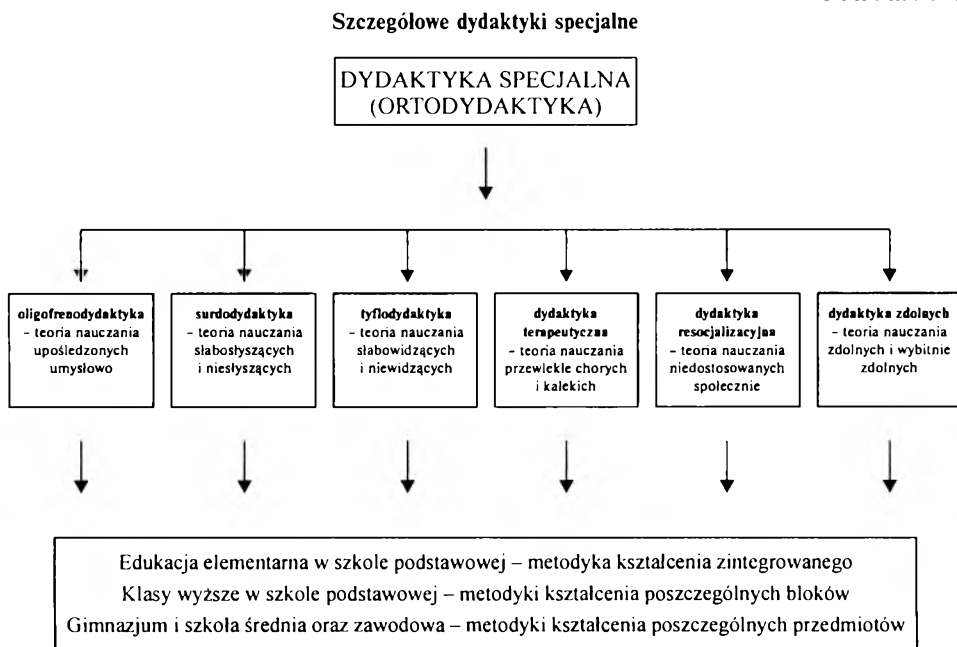 Szczegółowe dydaktyki specjalne
DYDAKTYKA SPECJALNA
(ORTODYDAKTYKA)
oligofrenodydaktyka
– teoria nauczania
upośledzonych
umysłowo
surdodydaktyka
– teoria nauczania
słabosłyszących
i niesłyszących
tyflodydaktyka
– teoria nauczania
słabowidzących
i niewidzących
dydaktyka
terapeutyczna
– teoria nauczania
przewlekle chorych
i kalekich
dydaktyka
resocjalizacyjna
– teoria nauczania
niedostosowanych
społecznie
dydaktyka zdolnych
– teoria nauczania
zdolnych i wybitnie
zdolnych
Edukacja elementarna w szkole podstawowej – metodyka kształcenia zintegrowanego
Klasy wyższe w szkole podstawowej – metodyki kształcenia poszczególnych bloków
Gimnazjum i szkoła średnia oraz zawodowa – metodyki kształcenia poszczególnych przedmiotów